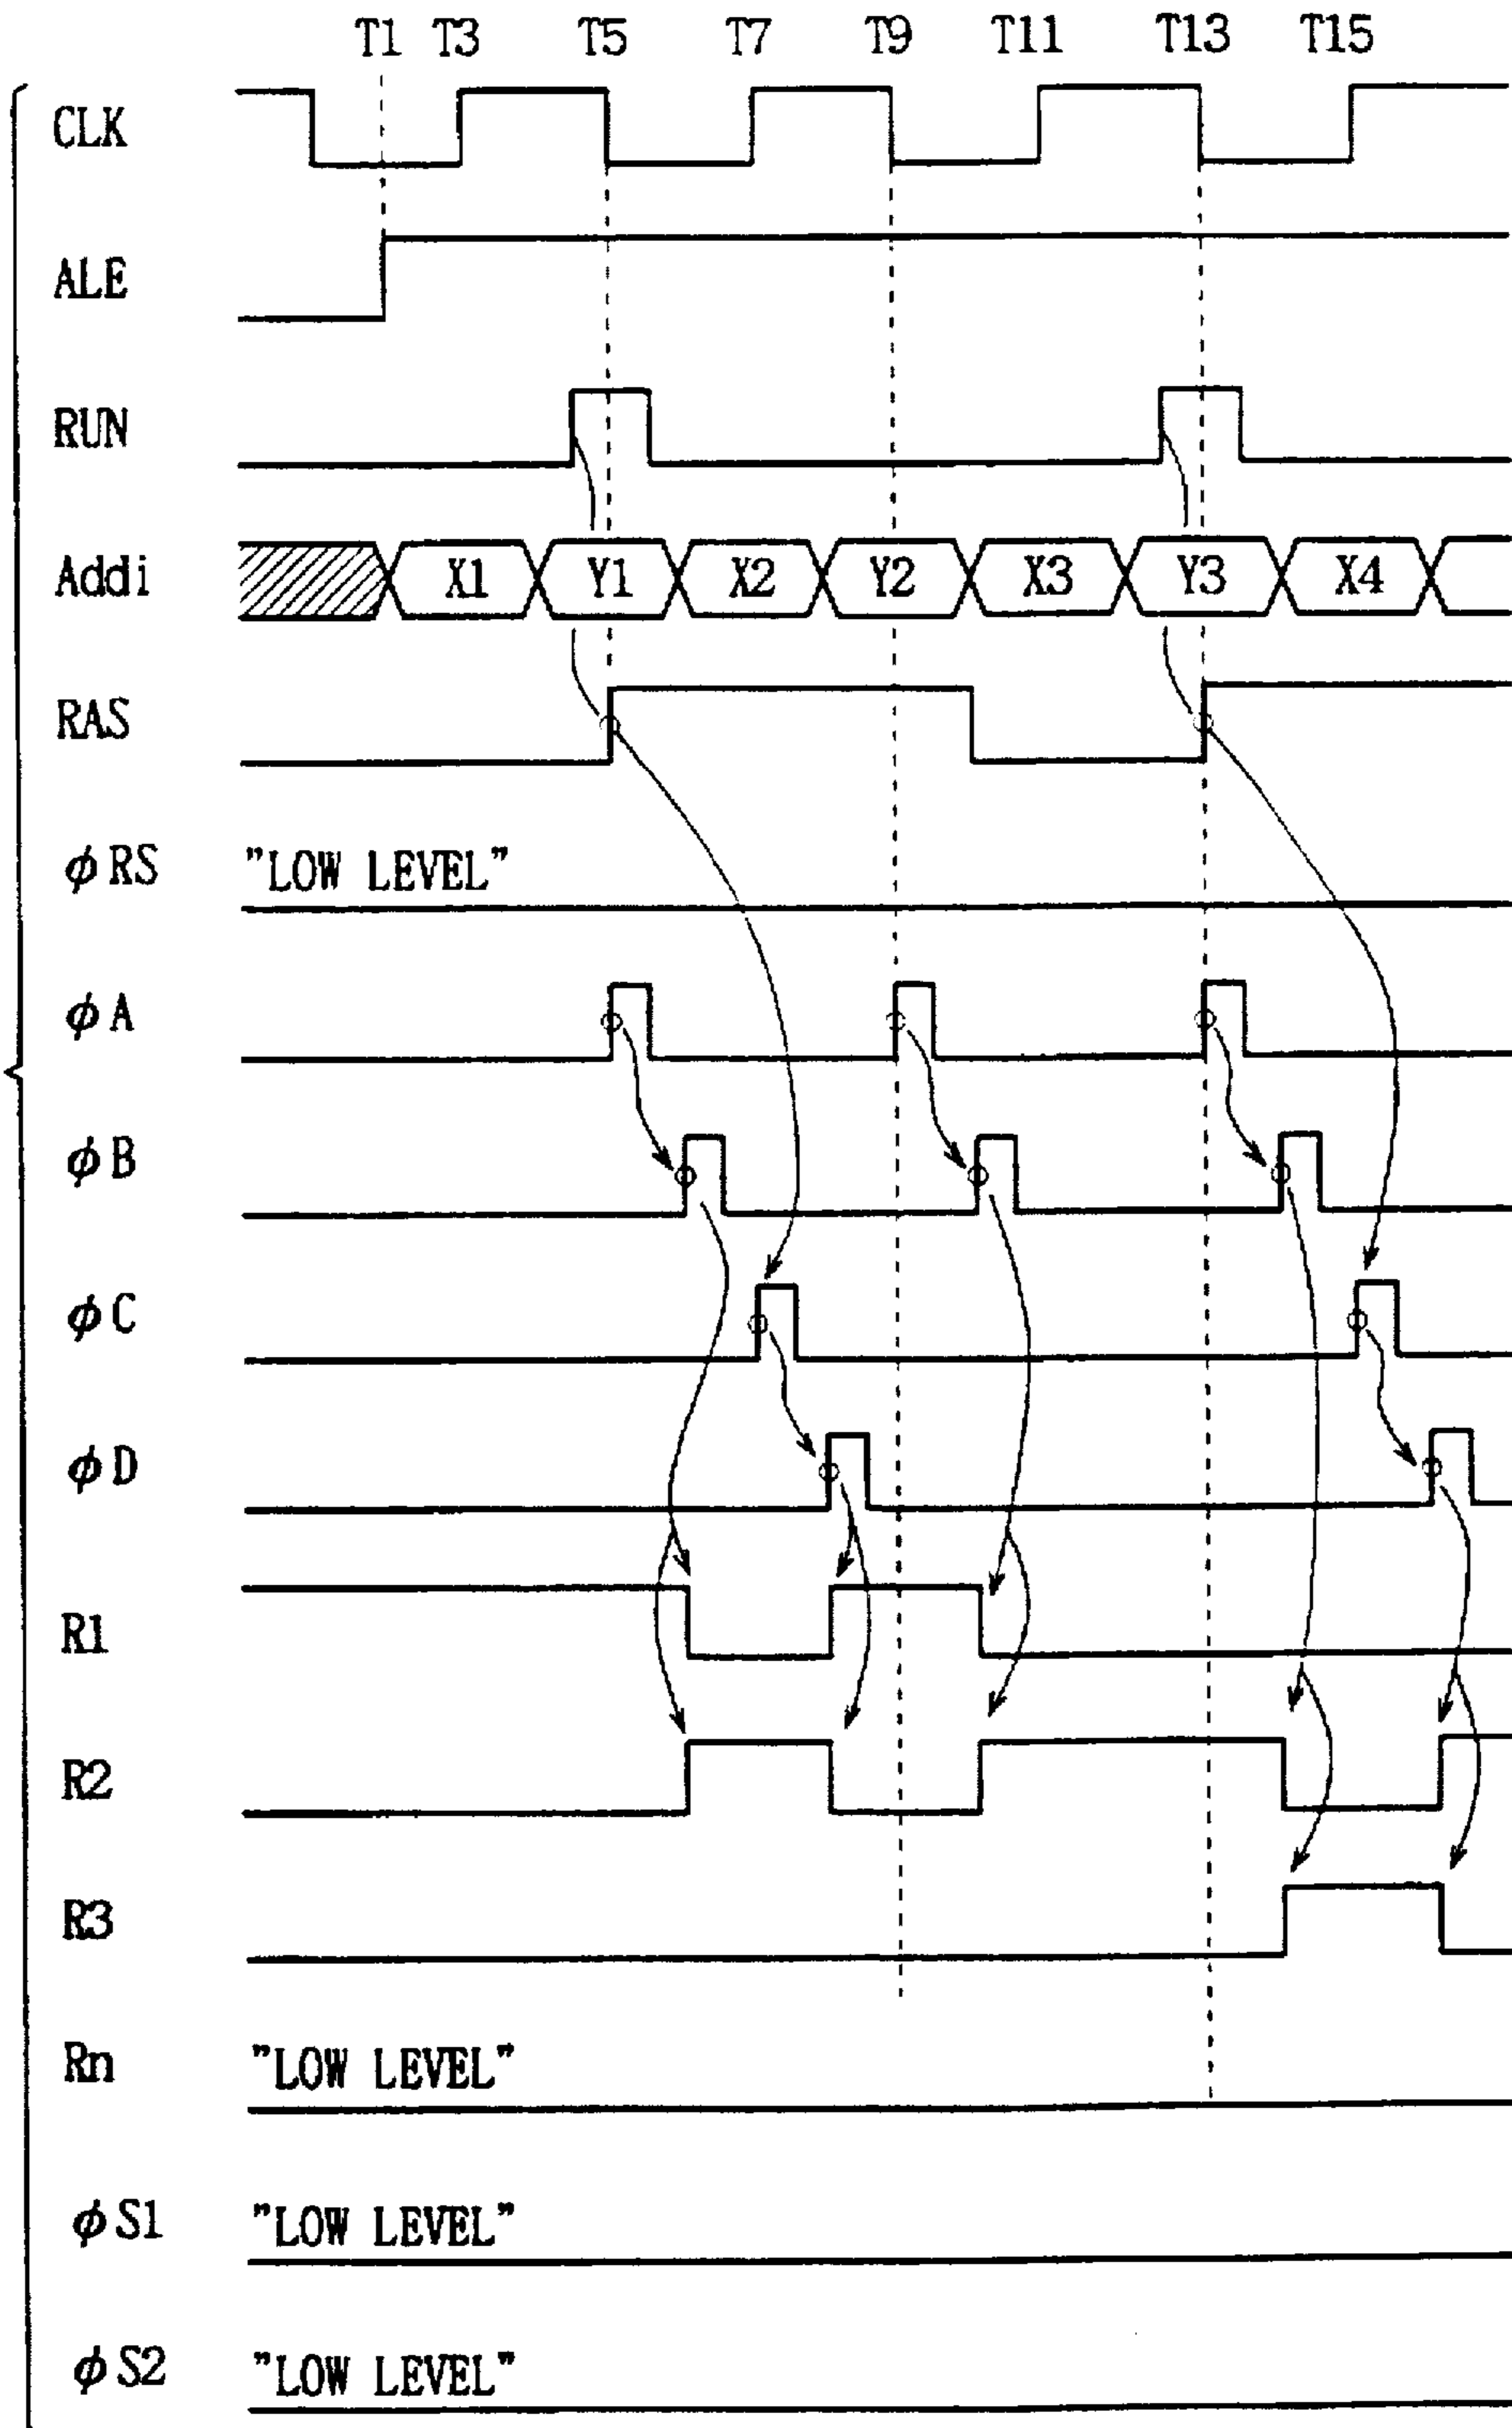 T1 T3 T5 T7 T9 T11 T13 T15
CLK
ALE
RUN
Addi X1 Y1 X2 Y2 X3 Y3 X4
RAS
ϕRS "LOW LEVEL"
ϕA
ϕB
ϕC
ϕD
R1
R2
R3
Rn "LOW LEVEL"
ϕS1 "LOW LEVEL"
ϕS2 "LOW LEVEL"